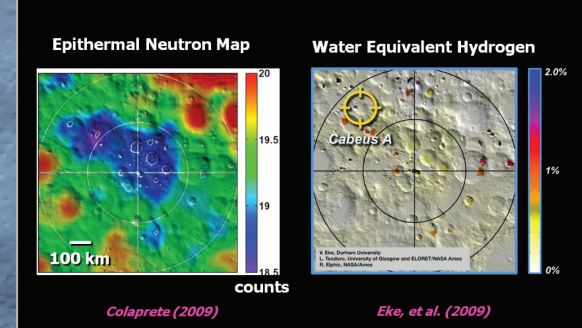 Epithermal Neutron Map
Water Equivalent Hydrogen
20
19.5
19
18.5
counts
100 km
Cabeus A
2.0%
1%
0%
V. Eke, Durham University
L. Teodoro, University of Glasgow and ELORET/NASA Ames
R. Elphic, NASA/Ames
Colaprete (2009)
Eke, et al. (2009)